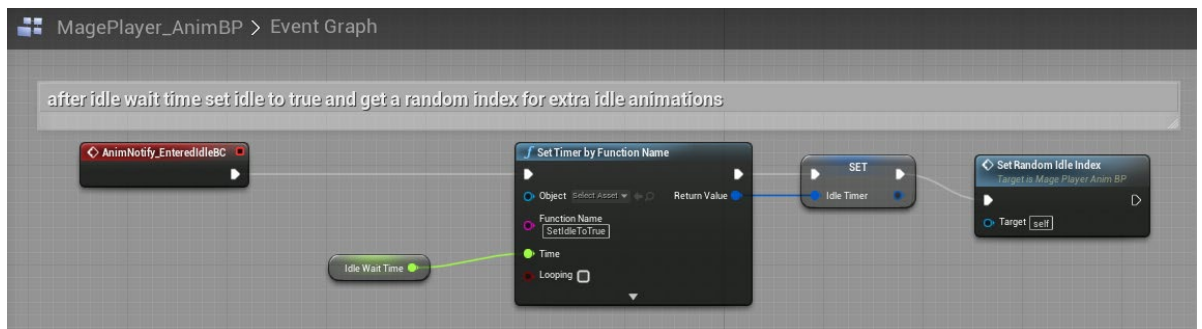 MagePlayer_AnimBP > Event Graph
after idle wait time set idle to true and get a random index for extra idle animations
AnimNotify_EnteredIdleBC
f Set Timer by Function Name
Object Select Asset Return Value
Function Name
SetIdleToTrue
Time
Looping
Idle Wait Time
SET
Idle Timer
Set Random Idle Index
Target is Mage Player Anim BP
Target self